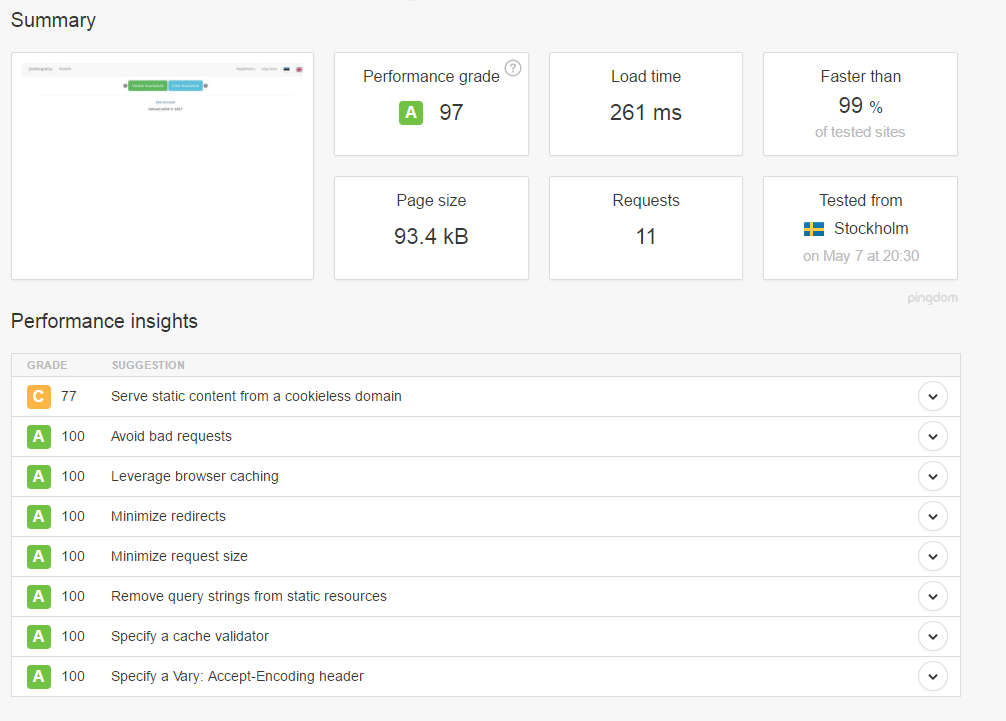 Summary
Performance grade
?
A 97
Load time
261 ms
Faster than
99 %
of tested sites
Page size
93.4 kB
Requests
11
Tested from
Stockholm
on May 7 at 20:30
pingdom
Performance insights
GRADE SUGGESTION
C 77 Serve static content from a cookieless domain
A 100 Avoid bad requests
A 100 Leverage browser caching
A 100 Minimize redirects
A 100 Minimize request size
A 100 Remove query strings from static resources
A 100 Specify a cache validator
A 100 Specify a Vary: Accept-Encoding header